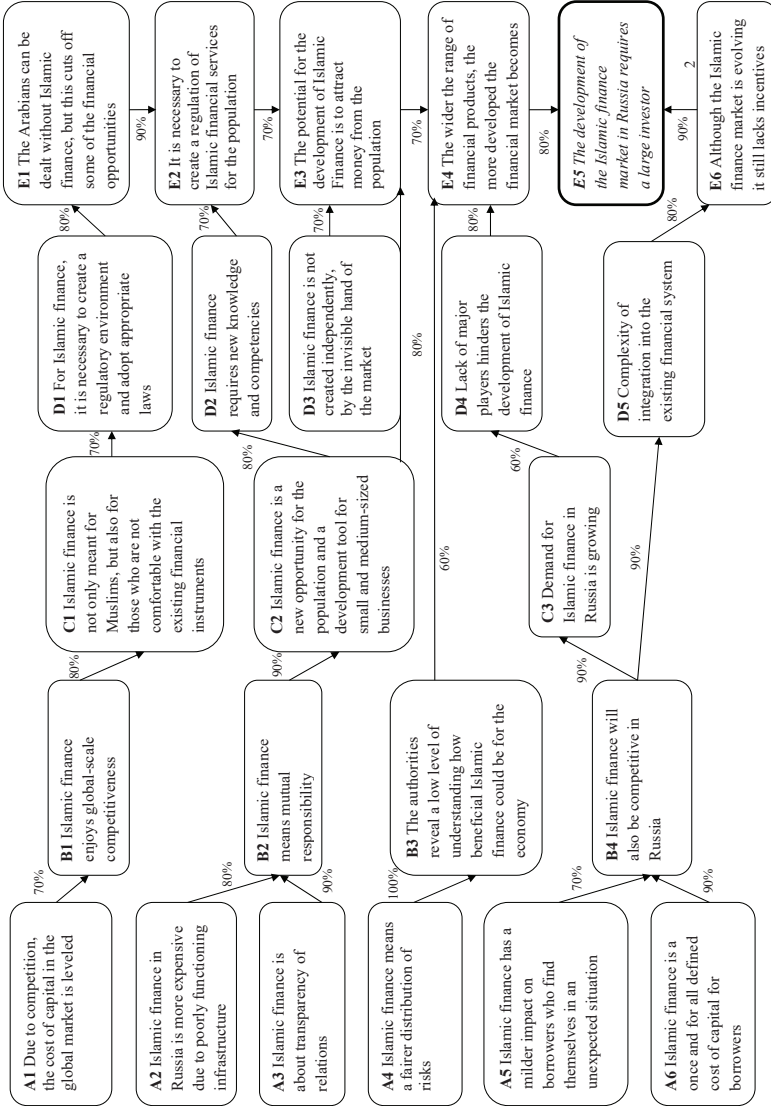 A1 Due to competition,
the cost of capital in the
global market is leveled
A2 Islamic finance in
Russia is more expensive
due to poorly functioning
infrastructure
A3 Islamic finance is
about transparency of
relations
A4 Islamic finance means
a fairer distribution of
risks
A5 Islamic finance has a
milder impact on
borrowers who find
themselves in an
unexpected situation
A6 Islamic finance is a
once and for all defined
cost of capital for
borrowers
70%
80%
90%
100%
70%
90%
B1 Islamic finance
enjoys global-scale
competitiveness
B2 Islamic finance
means mutual
responsibility
B3 The authorities
reveal a low level of
understanding how
beneficial Islamic
finance could be for the
economy
B4 Islamic finance will
also be competitive in
Russia
80%
90%
60%
90%
90%
C1 Islamic finance is
not only meant for
Muslims, but also for
those who are not
comfortable with the
existing financial
instruments
C2 Islamic finance is a
new opportunity for the
population and a
development tool for
small and medium-sized
businesses
C3 Demand for
Islamic finance in
Russia is growing
70%
80%
80%
60%
D1 For Islamic finance,
it is necessary to create a
regulatory environment
and adopt appropriate
laws
D2 Islamic finance
requires new knowledge
and competencies
D3 Islamic finance is not
created independently,
by the invisible hand of
the market
D4 Lack of major
players hinders the
development of Islamic
finance
D5 Complexity of
integration into the
existing financial system
80%
70%
70%
80%
80%
E1 The Arabians can be
dealt without Islamic
finance, but this cuts off
some of the financial
opportunities
90%
E2 It is necessary to
create a regulation of
Islamic financial services
for the population
70%
E3 The potential for the
development of Islamic
Finance is to attract
money from the
population
70%
E4 The wider the range of
financial products, the
more developed the
financial market becomes
80%
E5 The development of
the Islamic finance
market in Russia requires
a large investor
90%
2
E6 Although the Islamic
finance market is evolving
it still lacks incentives